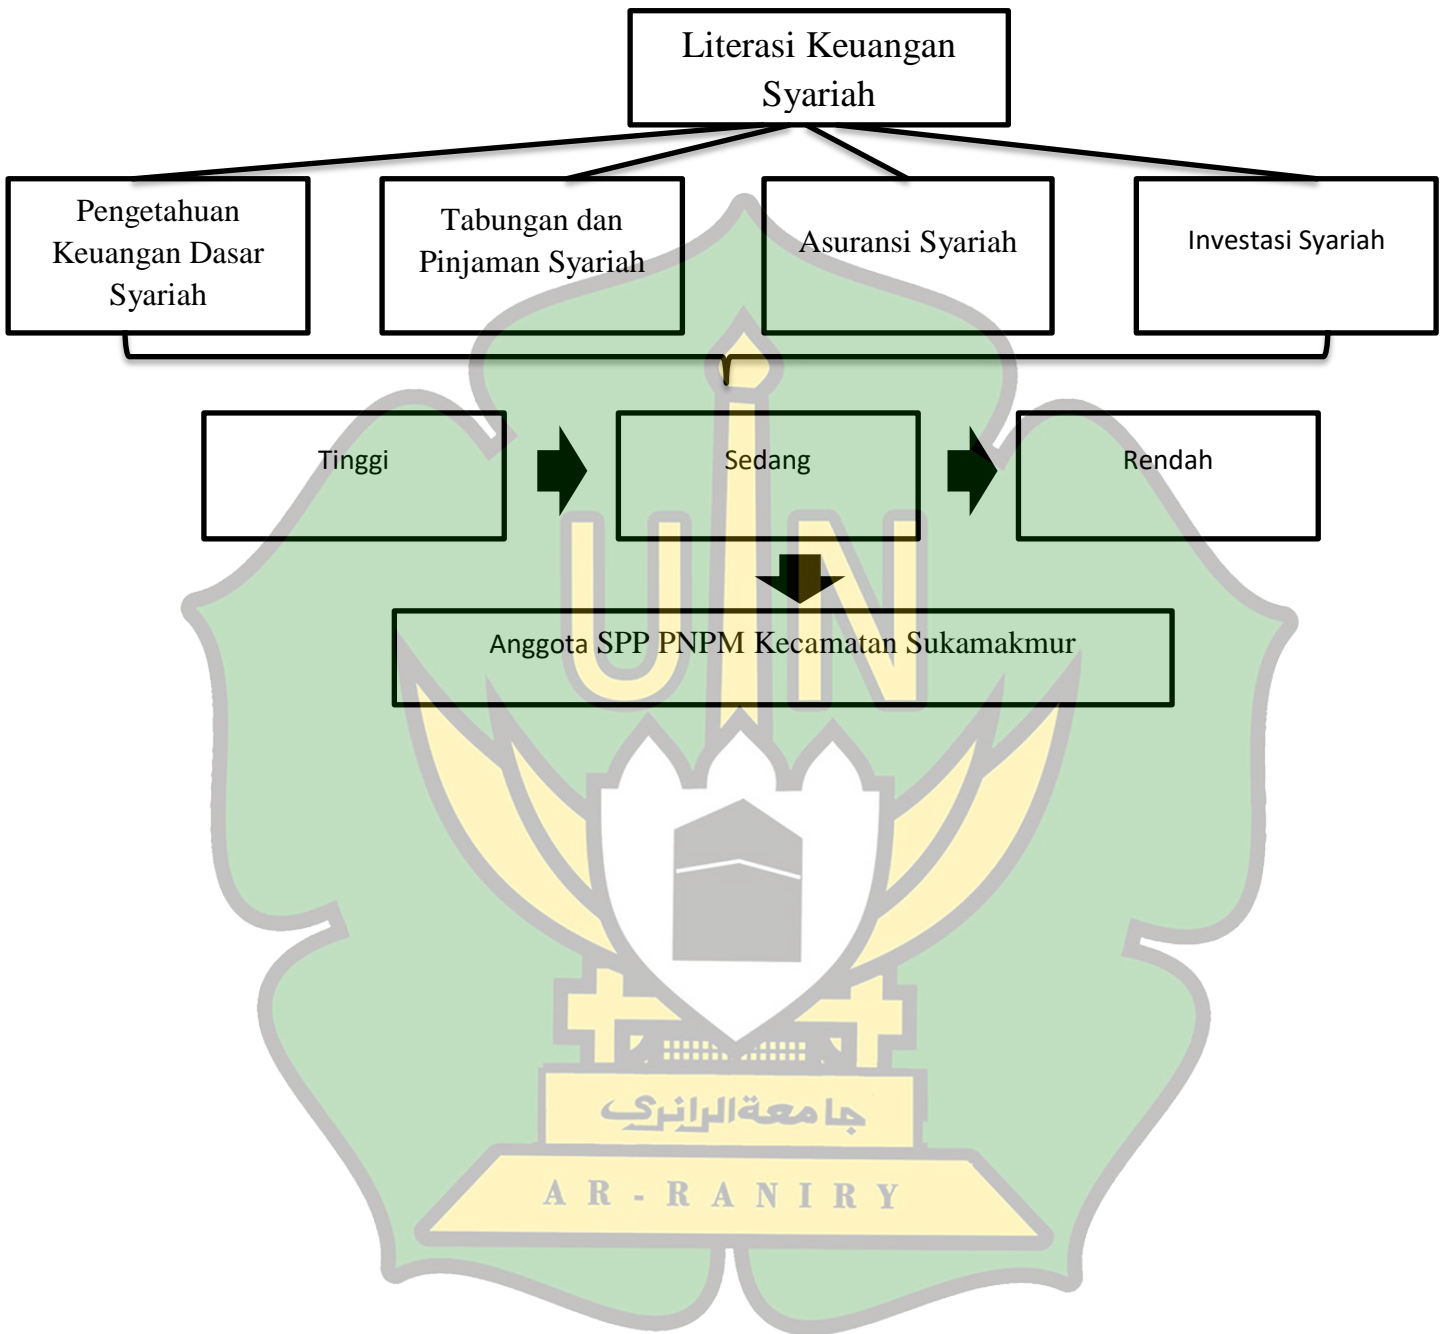 Literasi Keuangan
Syariah
Pengetahuan
Keuangan Dasar
Syariah
Tabungan dan
Pinjaman Syariah
Asuransi Syariah
Investasi Syariah
Tinggi
Sedang
Rendah
UIN
Anggota SPP PNPM Kecamatan Sukamakmur
جامعة الرانري
AR-RANIRY